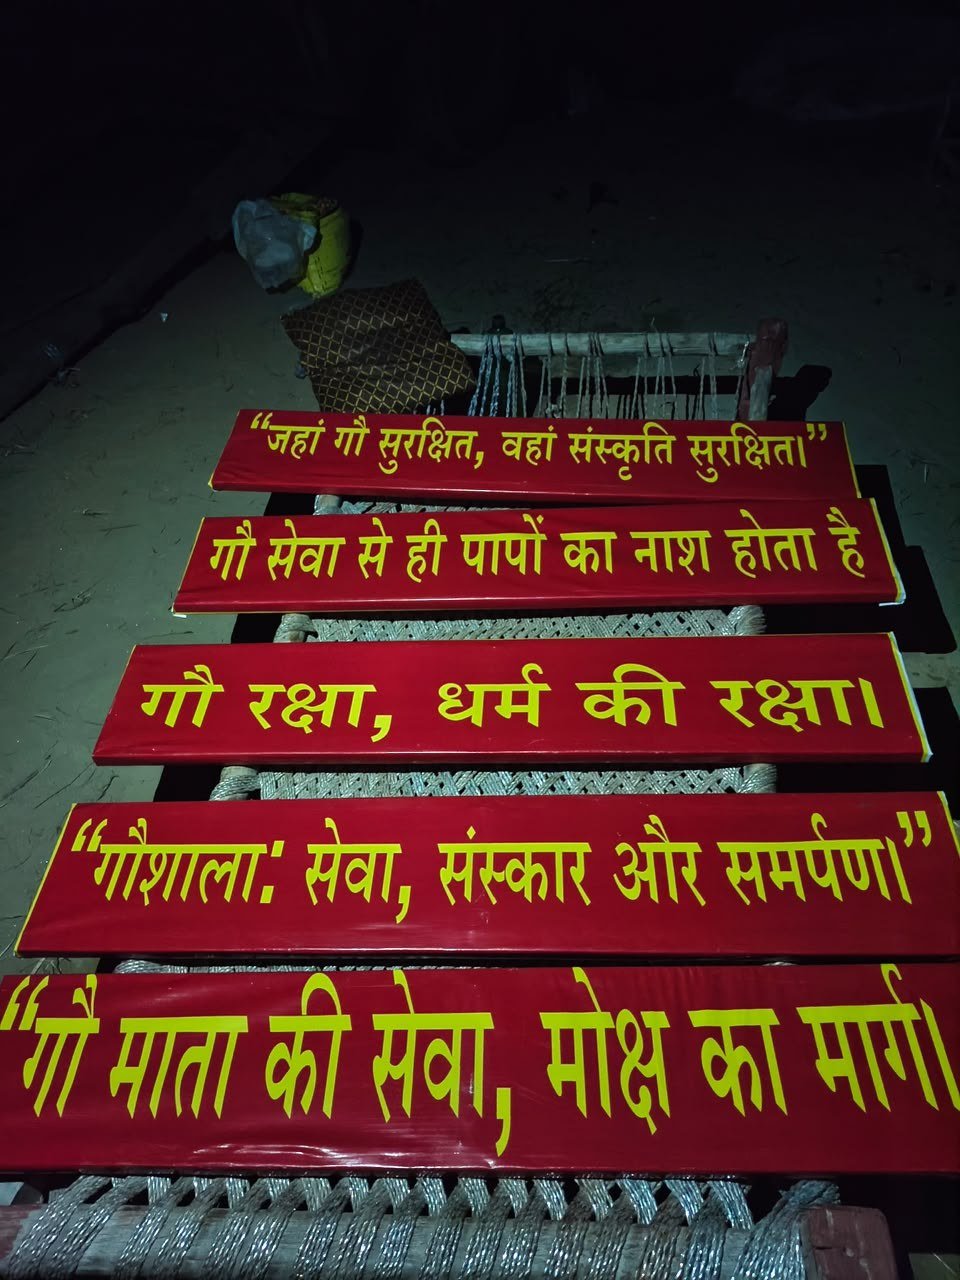 “जहां गौ सुरक्षित, वहां संस्कृति सुरक्षित।”
गौ सेवा से ही पापों का नाश होता है
गौ रक्षा, धर्म की रक्षा।
“गौशाला: सेवा, संस्कार और समर्पण।”
“गौ माता की सेवा, मोक्ष का मार्ग।